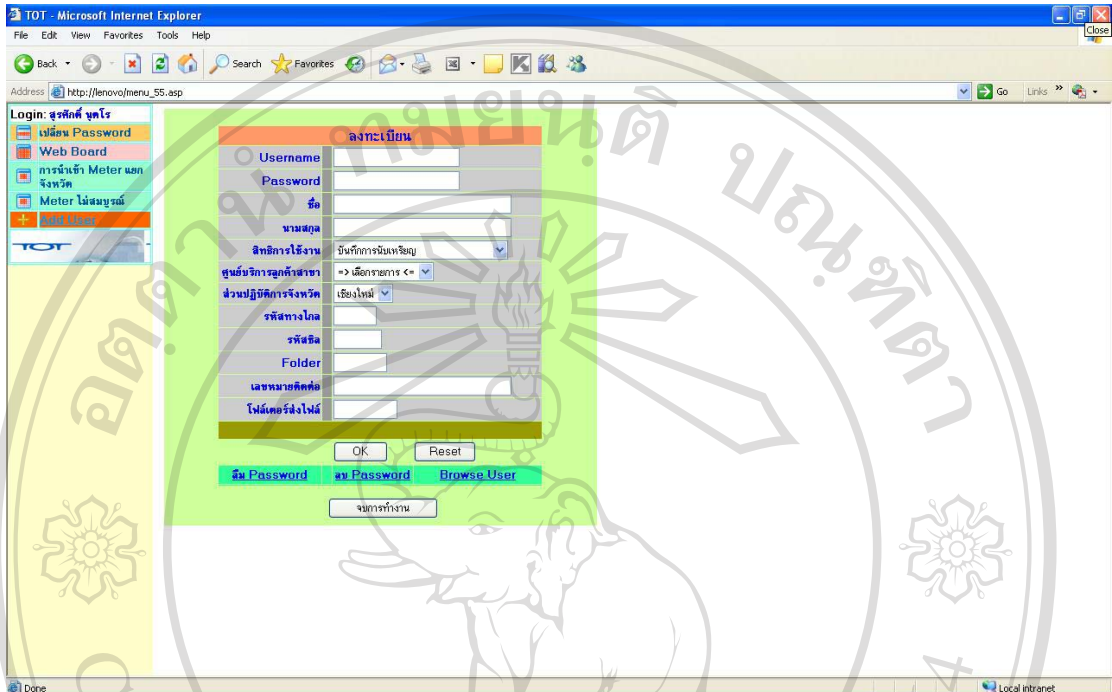 TOT - Microsoft Internet Explorer
Close
File Edit View Favorites Tools Help
Back Search Favorites
Address http://lenovo/menu_55.asp Go Links »
Login: สุรศักดิ์ บุตโร
เปลี่ยน Password
Web Board
การนำเข้า Meter แยก
จังหวัด
Meter ไม่สมบูรณ์
Add User
TOT
ลงทะเบียน
Username
Password
ชื่อ
นามสกุล
สิทธิการใช้งาน บันทึกการนับเหรียญ
ศูนย์บริการลูกค้าสาขา => เลือกรายการ <=
ส่วนปฏิบัติการจังหวัด เชียงใหม่
รหัสทางไกล
รหัสซิล
Folder
เลขหมายติดต่อ
โฟล์เดอร์ส่งไฟล์
OK Reset
ลืม Password ลบ Password Browse User
จบการทำงาน
Done Local intranet